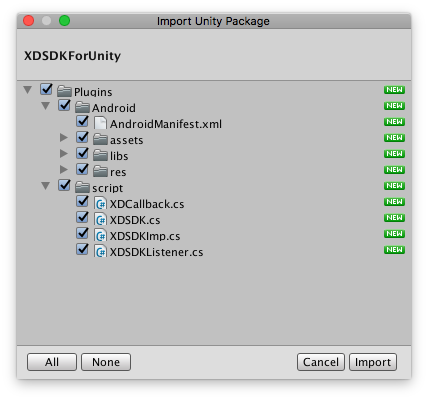 Import Unity Package
XDSDKForUnity
Plugins NEW
Android NEW
AndroidManifest.xml NEW
assets NEW
libs NEW
res NEW
script NEW
C# XDCallback.cs NEW
C# XDSDK.cs NEW
C# XDSDKImp.cs NEW
C# XDSDKListener.cs NEW
All None Cancel Import